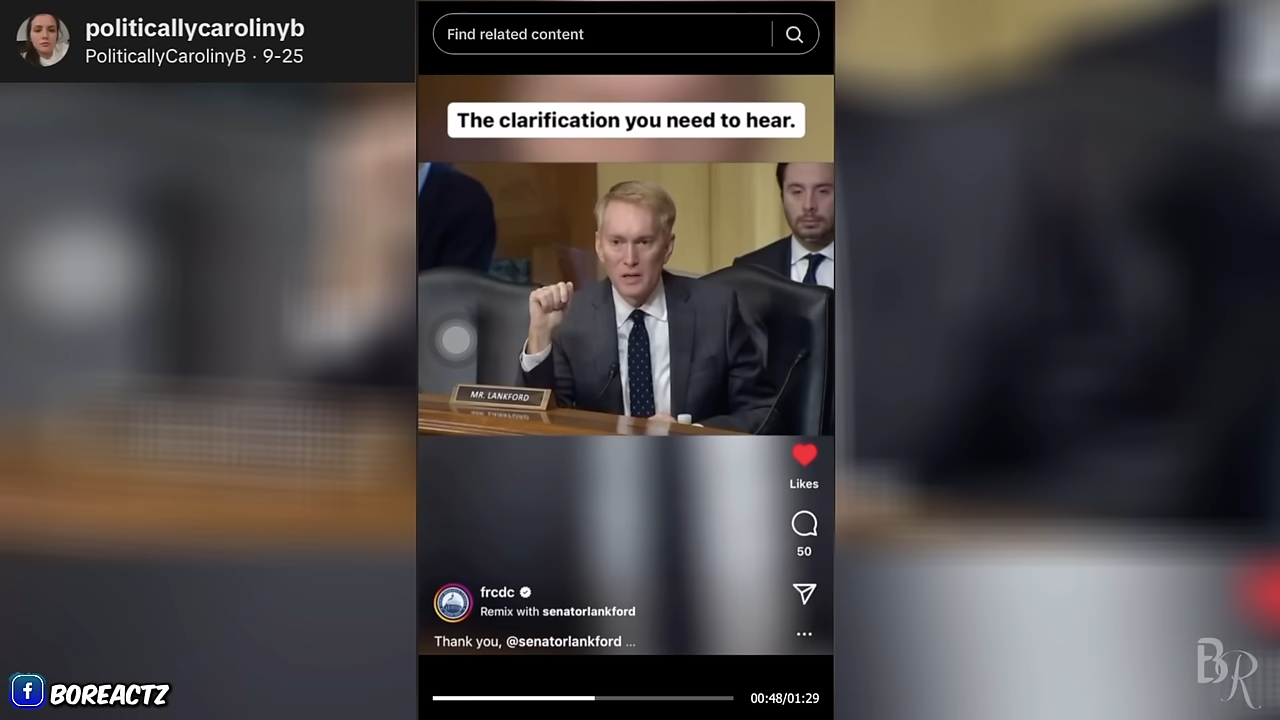 politicallycarolinyb
PoliticallyCarolinyB · 9-25
Find related content
The clarification you need to hear.
MR. LANKFORD
Likes
50
frcdc
Remix with senatorlankford
Thank you, @senatorlankford ...
00:48/01:29
f BOREACTZ
BR